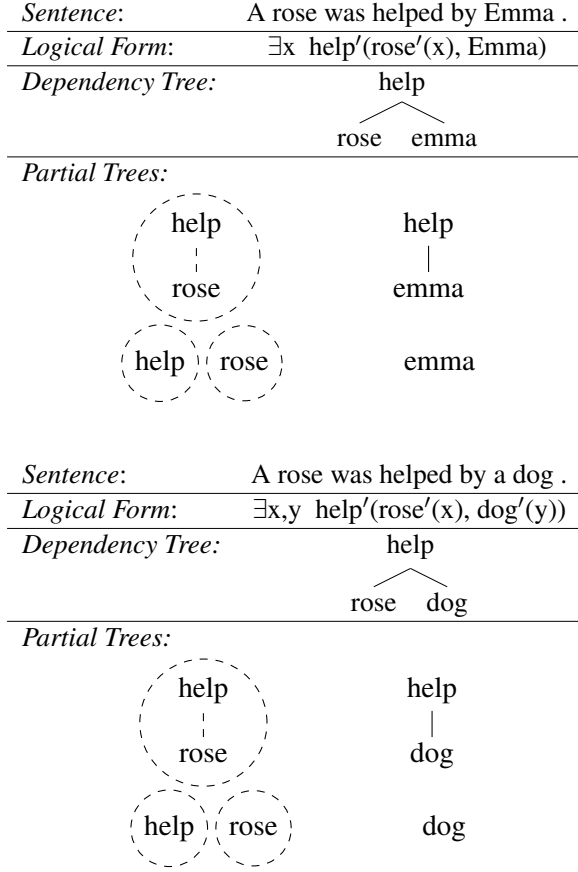 Sentence: A rose was helped by Emma .
Logical Form: ∃x help′(rose′(x), Emma)
Dependency Tree: help
rose emma
Partial Trees:
help help
rose emma
help rose emma
Sentence: A rose was helped by a dog .
Logical Form: ∃x,y help′(rose′(x), dog′(y))
Dependency Tree: help
rose dog
Partial Trees:
help help
rose dog
help rose dog